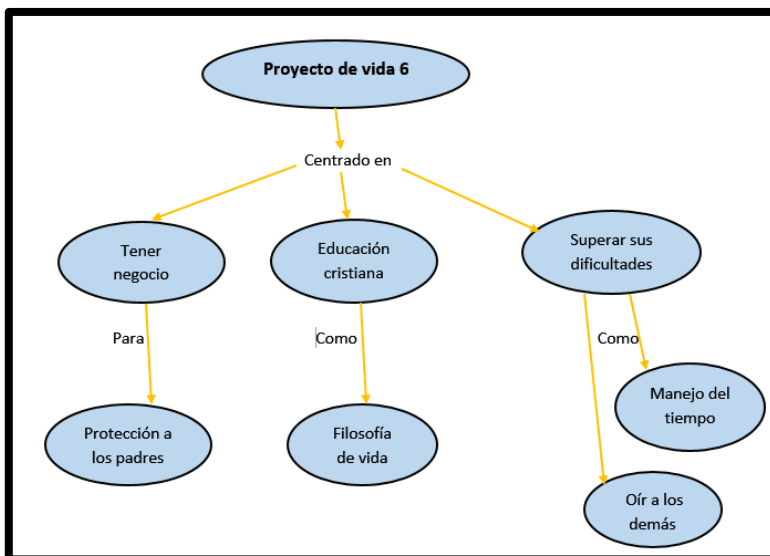 Proyecto de vida 6
Centrado en
Tener
negocio
Educación
cristiana
Superar sus
dificultades
Para
Como
Como
Protección a
los padres
Filosofía
de vida
Manejo del
tiempo
Oír a los
demás